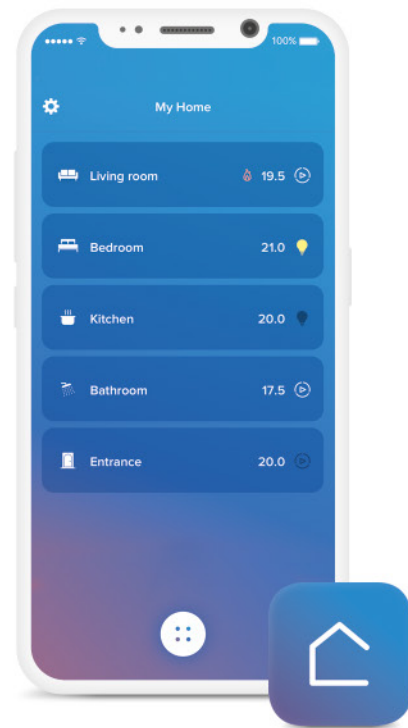 100%
My Home
Living room 19.5
Bedroom 21.0
Kitchen 20.0
Bathroom 17.5
Entrance 20.0